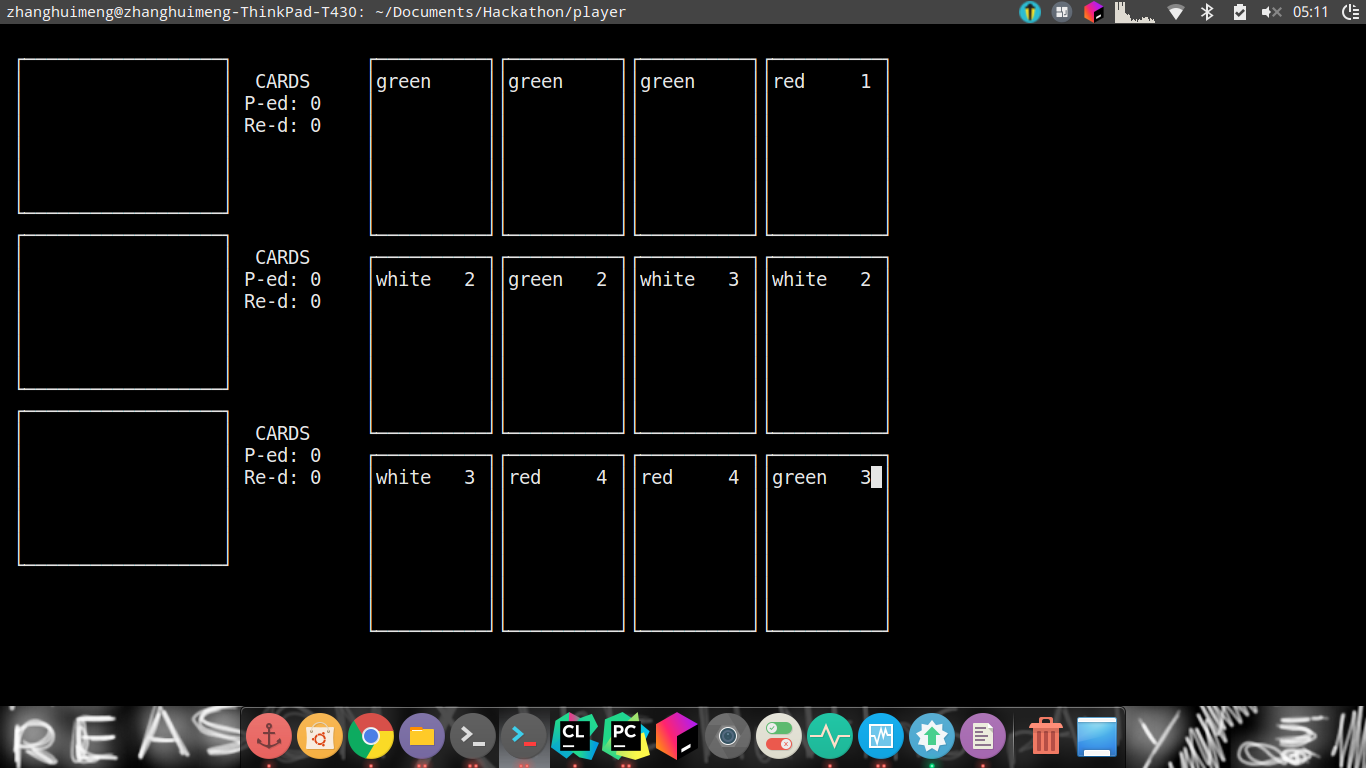 zhanghuimeng@zhanghuimeng-ThinkPad-T430: ~/Documents/Hackathon/player 05:11
CARDS
P-ed: 0
Re-d: 0
green green green red 1
CARDS
P-ed: 0
Re-d: 0
white 2 green 2 white 3 white 2
CARDS
P-ed: 0
Re-d: 0
white 3 red 4 red 4 green 3
REAS CL PC Y